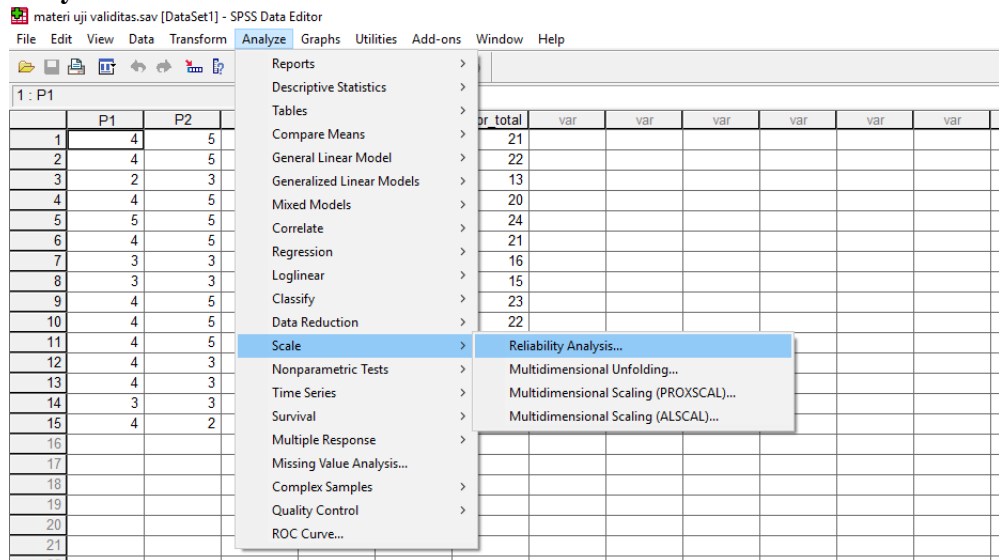 materi uji validitas.sav [DataSet1] - SPSS Data Editor
File Edit View Data Transform Analyze Graphs Utilities Add-ons Window Help
1 : P1
P1 P2 or_total var var var var var var
1 4 5 21
2 4 5 22
3 2 3 13
4 4 5 20
5 5 5 24
6 4 5 21
7 3 3 16
8 3 3 15
9 4 5 23
10 4 5 22
11 4 5
12 4 3
13 4 3
14 3 3
15 4 2
16
17
18
19
20
21
Reports
Descriptive Statistics
Tables
Compare Means
General Linear Model
Generalized Linear Models
Mixed Models
Correlate
Regression
Loglinear
Classify
Data Reduction
Scale
Nonparametric Tests
Time Series
Survival
Multiple Response
Missing Value Analysis...
Complex Samples
Quality Control
ROC Curve...
Reliability Analysis...
Multidimensional Unfolding...
Multidimensional Scaling (PROXSCAL)...
Multidimensional Scaling (ALSCAL)...